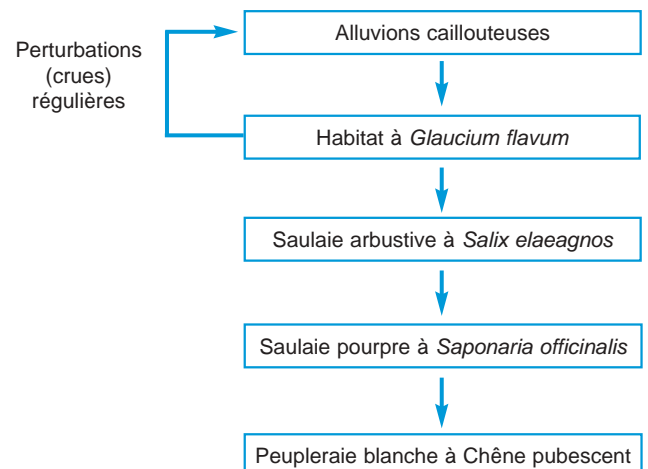 Alluvions caillouteuses
Perturbations
(crues)
régulières
Habitat à Glaucium flavum
Saulaie arbustive à Salix elaeagnos
Saulaie pourpre à Saponaria officinalis
Peupleraie blanche à Chêne pubescent